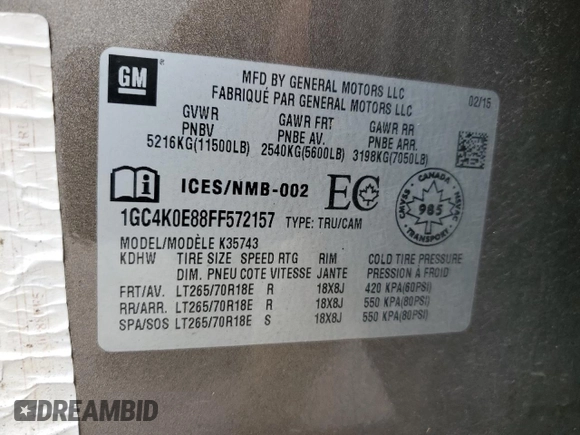 GM
MFD BY GENERAL MOTORS LLC
FABRIQUÉ PAR GENERAL MOTORS LLC
02/15
GVWR GAWR FRT GAWR RR
PNBV PNBE AV. PNBE ARR.
5216KG(11500LB) 2540KG(5600LB) 3198KG(7050LB)
ICES/NMB-002 EC
CANADA
CMVSS 985 NSVAC
TRANSPORT
1GC4K0E88FF572157 TYPE: TRU/CAM
MODEL/MODÈLE K35743
KDHW TIRE SIZE SPEED RTG RIM COLD TIRE PRESSURE
DIM. PNEU COTE VITESSE JANTE PRESSION A FROID
FRT/AV. LT265/70R18E R 18X8J 420 KPA(60PSI)
RR/ARR. LT265/70R18E R 18X8J 550 KPA(80PSI)
SPA/SOS LT265/70R18E S 18X8J 550 KPA(80PSI)
DREAMBID